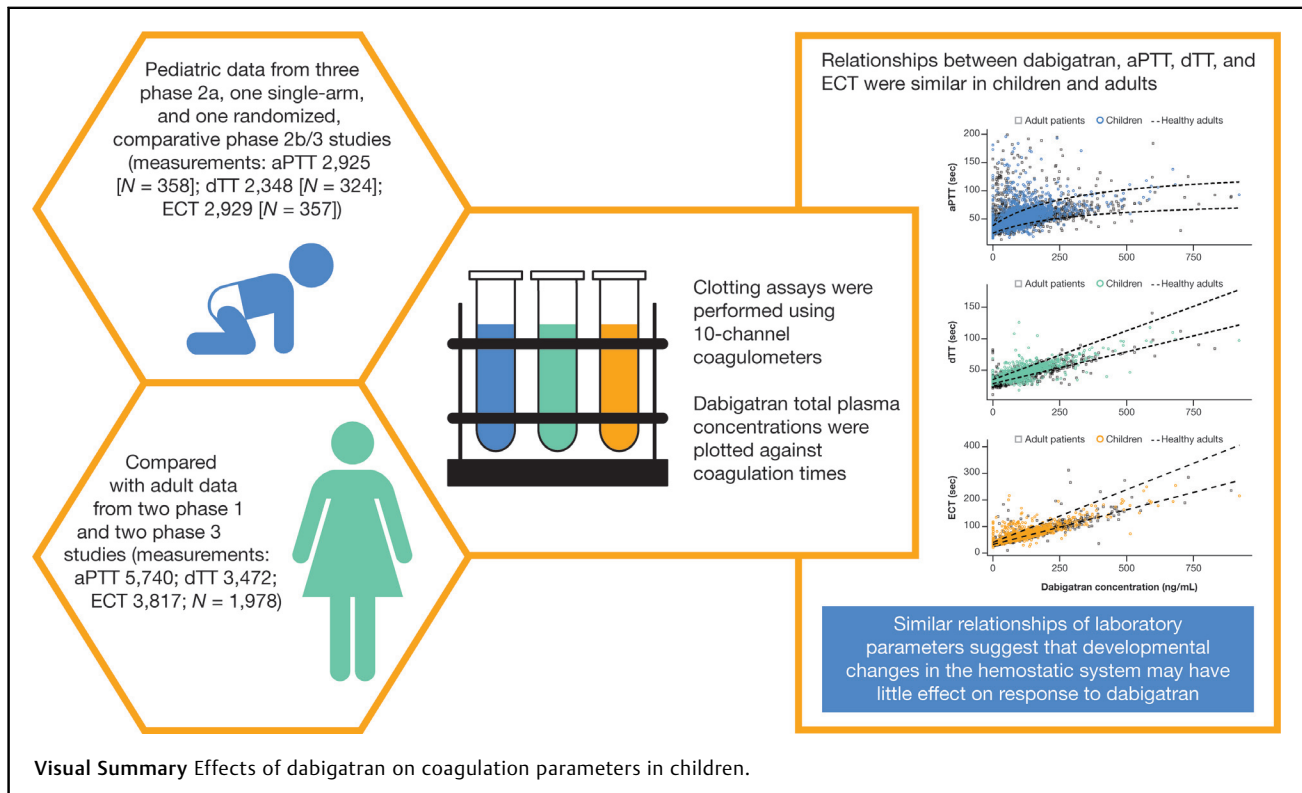 Pediatric data from three
phase 2a, one single-arm,
and one randomized,
comparative phase 2b/3 studies
(measurements: aPTT 2,925
[N = 358]; dTT 2,348 [N = 324];
ECT 2,929 [N = 357])
Compared
with adult data
from two phase 1
and two phase 3
studies (measurements:
aPTT 5,740; dTT 3,472;
ECT 3,817; N = 1,978)
Clotting assays were
performed using
10-channel
coagulometers
Dabigatran total plasma
concentrations were
plotted against
coagulation times
Relationships between dabigatran, aPTT, dTT, and
ECT were similar in children and adults
Adult patients Children Healthy adults
aPTT (sec)
200
150
100
50
0 250 500 750
Adult patients Children Healthy adults
dTT (sec)
150
100
50
0 250 500 750
Adult patients Children Healthy adults
ECT (sec)
400
300
200
100
0
0 250 500 750
Dabigatran concentration (ng/mL)
Similar relationships of laboratory
parameters suggest that developmental
changes in the hemostatic system may have
little effect on response to dabigatran
Visual Summary Effects of dabigatran on coagulation parameters in children.